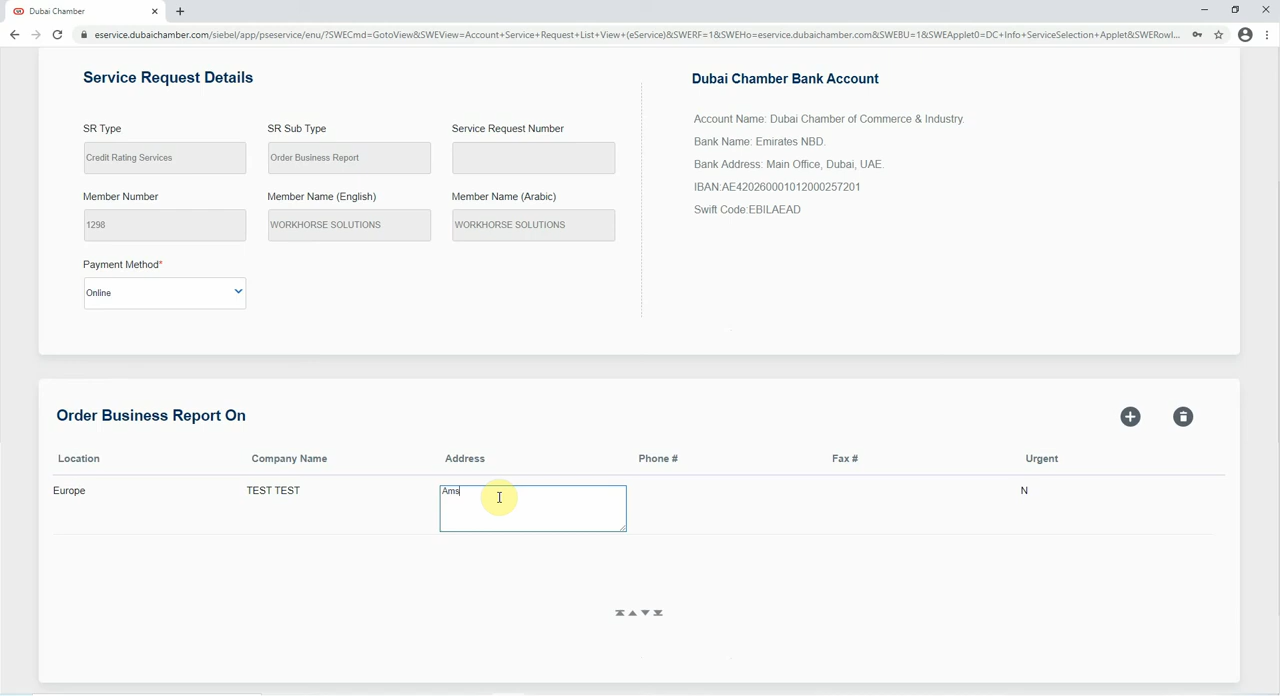 Dubai Chamber
eservice.dubaichamber.com/siebel/app/pseservice/enu/?SWECmd=GotoView&SWEView=Account+Service+Request+List+View+(eService)&SWERF=1&SWEHo=eservice.dubaichamber.com&SWEBU=1&SWEApplet0=DC+Info+ServiceSelection+Applet&SWERowI...
Service Request Details
Dubai Chamber Bank Account
SR Type
SR Sub Type
Service Request Number
Account Name: Dubai Chamber of Commerce & Industry.
Bank Name: Emirates NBD.
Credit Rating Services
Order Business Report
Bank Address: Main Office, Dubai, UAE.
IBAN:AE420260001012000257201
Member Number
Member Name (English)
Member Name (Arabic)
Swift Code:EBILAEAD
1298
WORKHORSE SOLUTIONS
WORKHORSE SOLUTIONS
Payment Method*
Online
Order Business Report On
Location
Company Name
Address
Phone #
Fax #
Urgent
Europe
TEST TEST
Ams
N